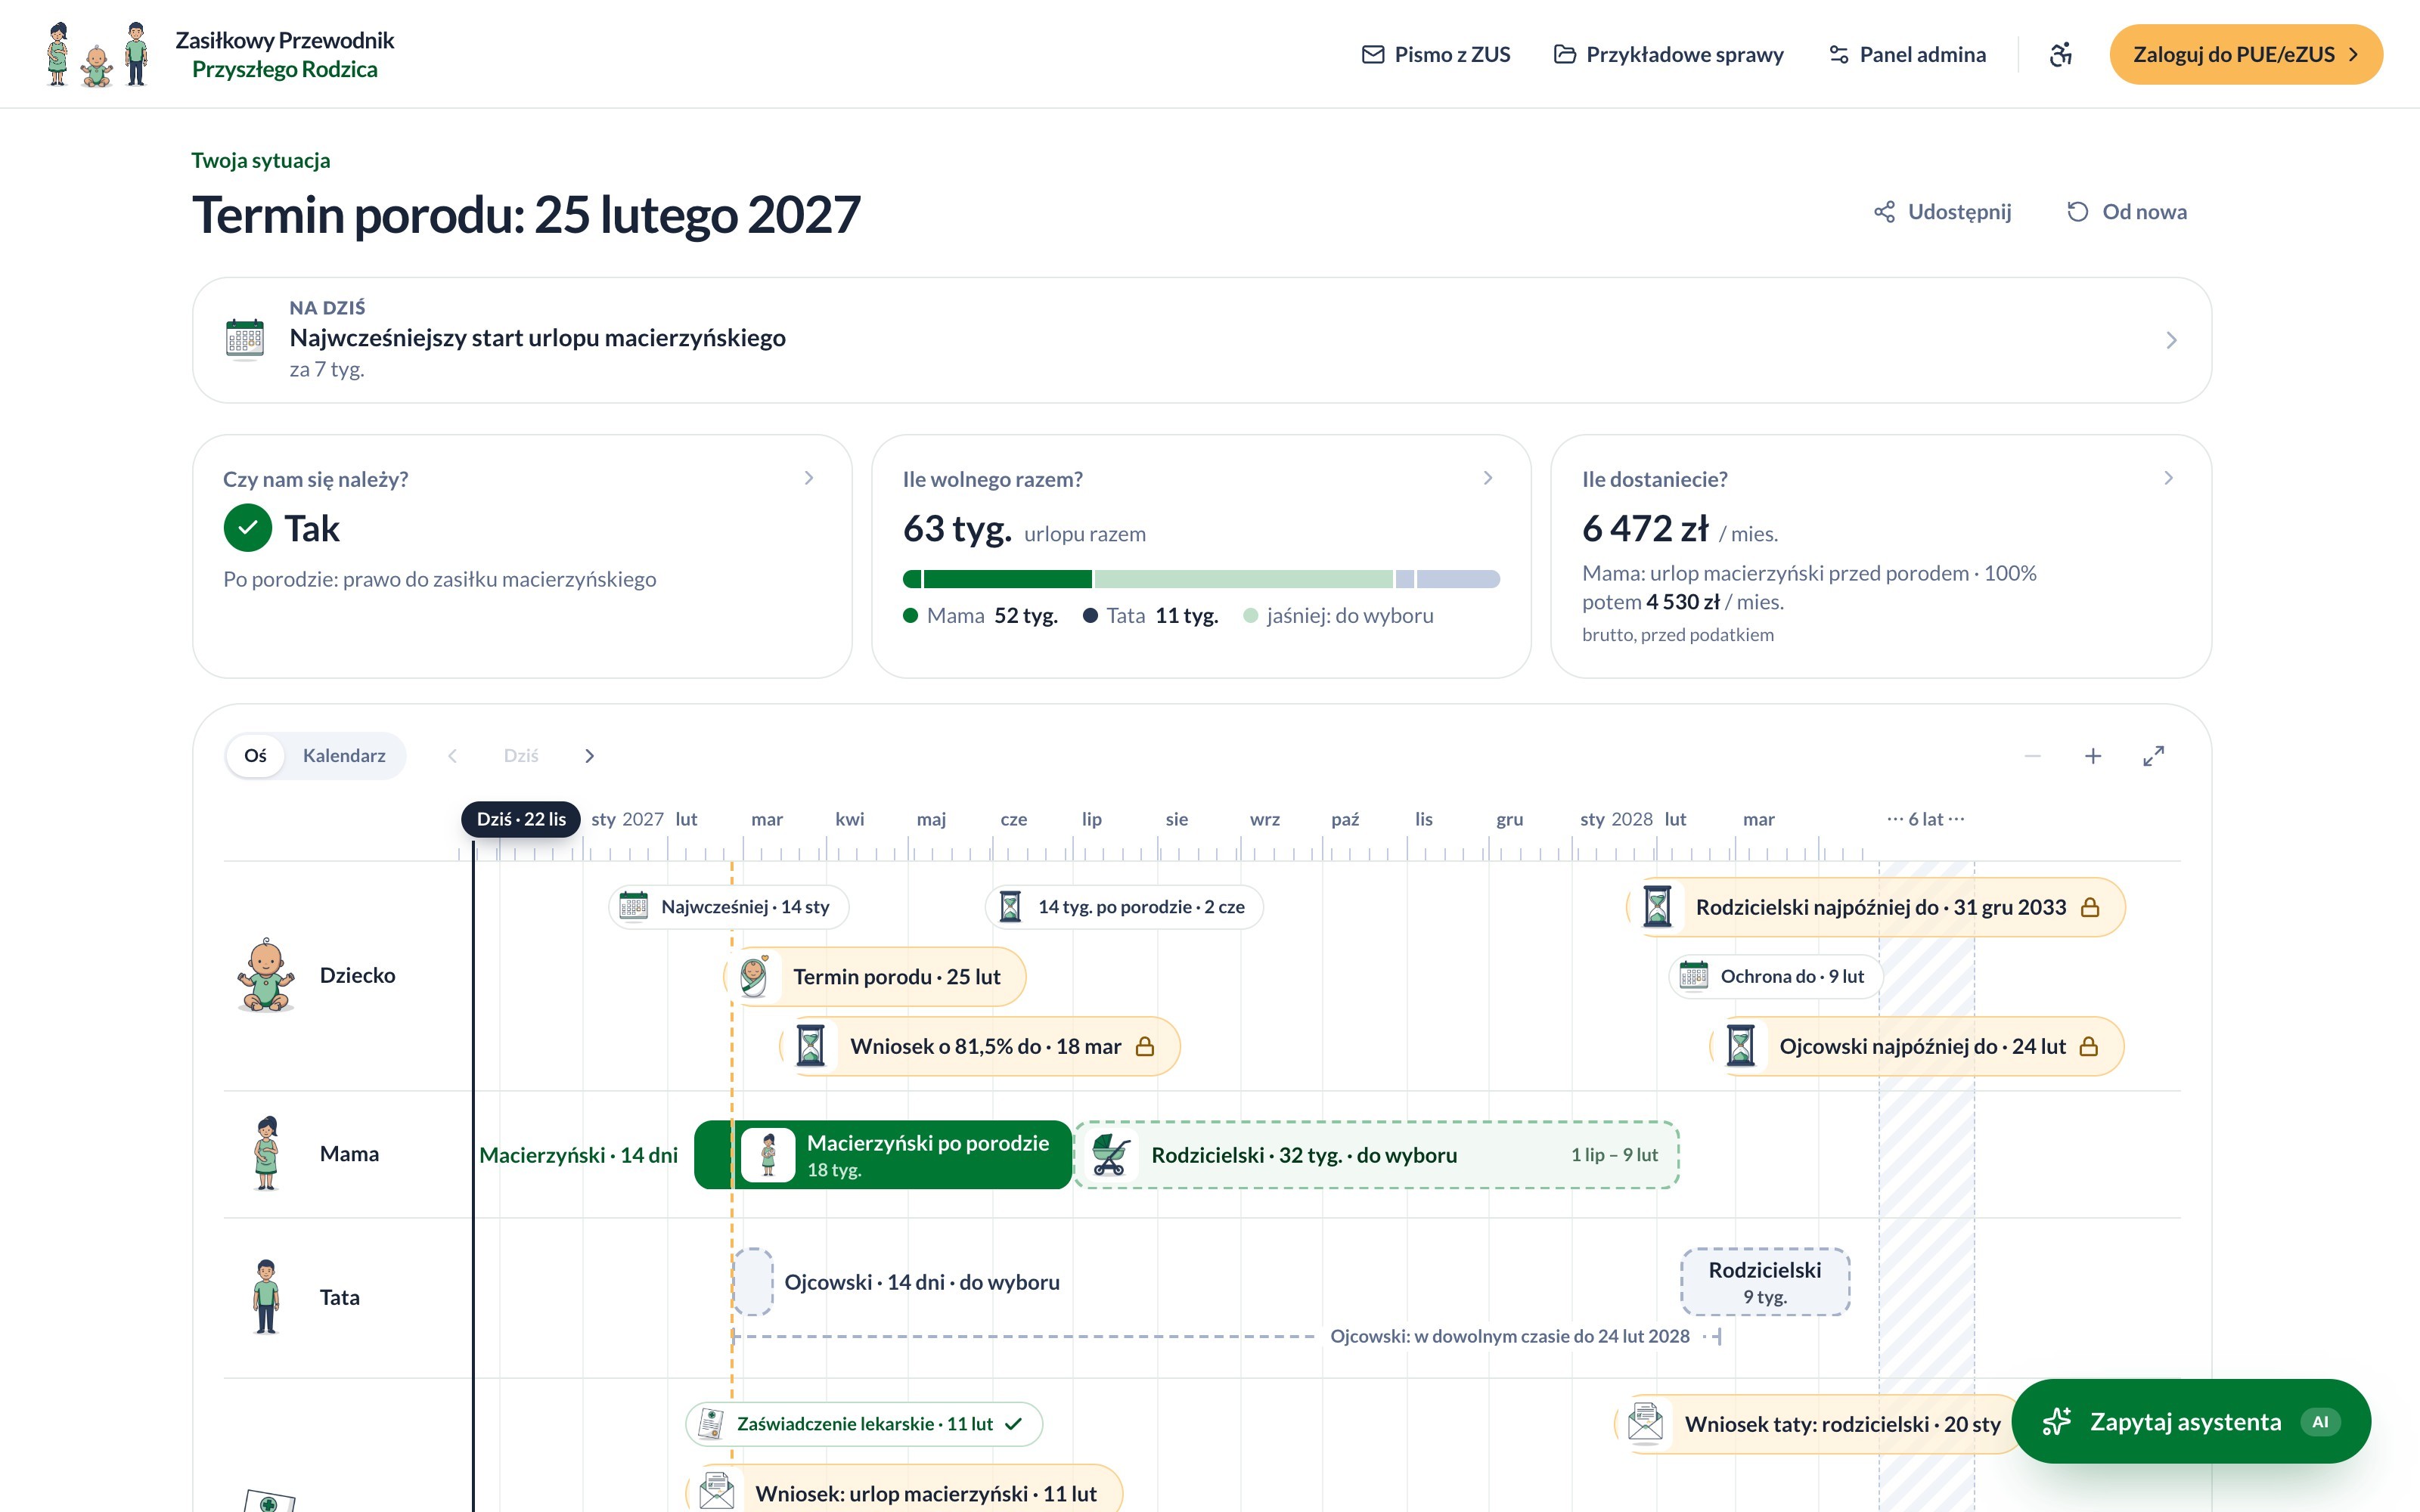 Zasiłkowy Przewodnik
Przyszłego Rodzica
Pismo z ZUS
Przykładowe sprawy
Panel admina
Zaloguj do PUE/eZUS
Twoja sytuacja
Termin porodu: 25 lutego 2027
Udostępnij
Od nowa
NA DZIŚ
Najwcześniejszy start urlopu macierzyńskiego
za 7 tyg.
Czy nam się należy?
Tak
Po porodzie: prawo do zasiłku macierzyńskiego
Ile wolnego razem?
63 tyg. urlopu razem
Mama 52 tyg. Tata 11 tyg. jaśniej: do wyboru
Ile dostaniecie?
6 472 zł / mies.
Mama: urlop macierzyński przed porodem · 100%
potem 4 530 zł / mies.
brutto, przed podatkiem
Oś Kalendarz Dziś
Dziś · 22 lis sty 2027 lut mar kwi maj cze lip sie wrz paź lis gru sty 2028 lut mar ··· 6 lat ···
Dziecko
Najwcześniej · 14 sty
14 tyg. po porodzie · 2 cze
Rodzicielski najpóźniej do · 31 gru 2033
Termin porodu · 25 lut
Ochrona do · 9 lut
Wniosek o 81,5% do · 18 mar
Ojcowski najpóźniej do · 24 lut
Mama
Macierzyński · 14 dni
Macierzyński po porodzie
18 tyg.
Rodzicielski · 32 tyg. · do wyboru
1 lip – 9 lut
Tata
Ojcowski · 14 dni · do wyboru
Rodzicielski
9 tyg.
Ojcowski: w dowolnym czasie do 24 lut 2028
Zaświadczenie lekarskie · 11 lut
Wniosek taty: rodzicielski · 20 sty
Zapytaj asystenta AI
Wniosek: urlop macierzyński · 11 lut